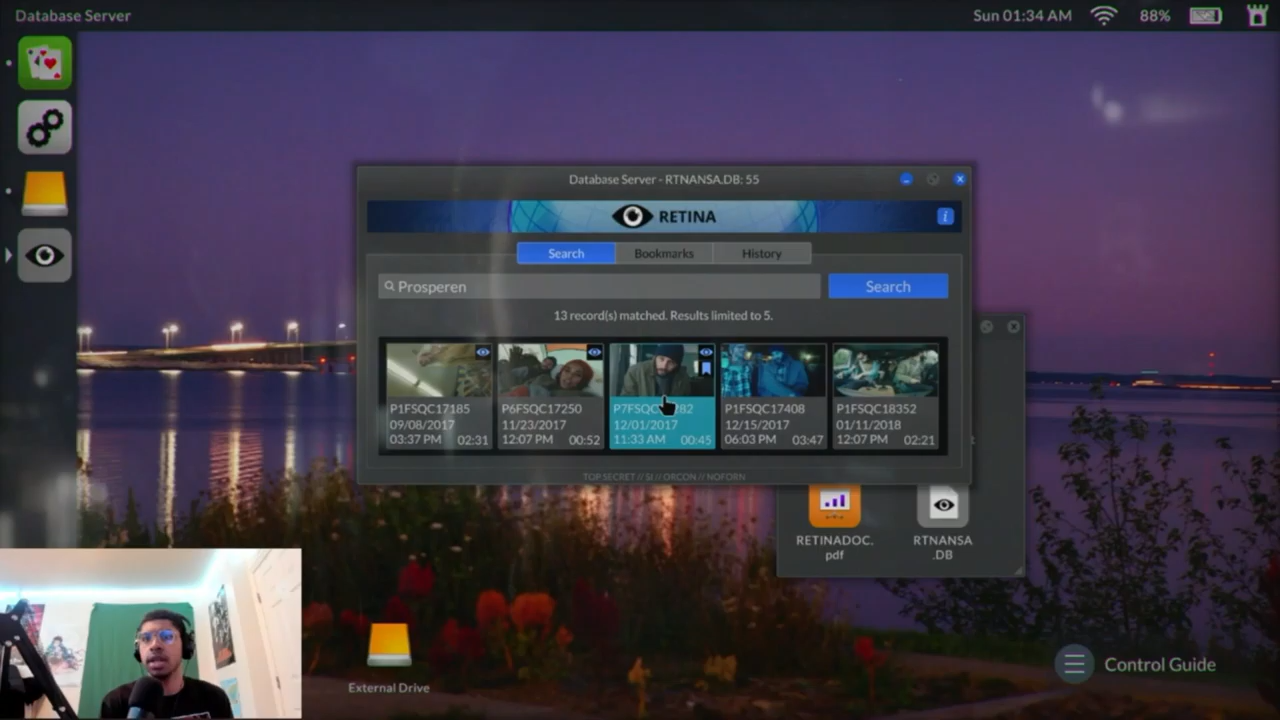 Database Server
Sun 01:34 AM
88%
Database Server - RTNANSA.DB: 55
RETINA
Search
Bookmarks
History
Prosperen
Search
13 record(s) matched. Results limited to 5.
P1FSQC17185
09/08/2017
03:37 PM 02:31
P6FSQC17250
11/23/2017
12:07 PM 00:52
12/01/2017
11:33 AM 00:45
P1FSQC17408
12/15/2017
06:03 PM 03:47
P1FSQC18352
01/11/2018
12:07 PM 02:21
TOP SECRET // SI // ORCON // NOFORN
RETINADOC.
pdf
RTNANSA
.DB
External Drive
Control Guide